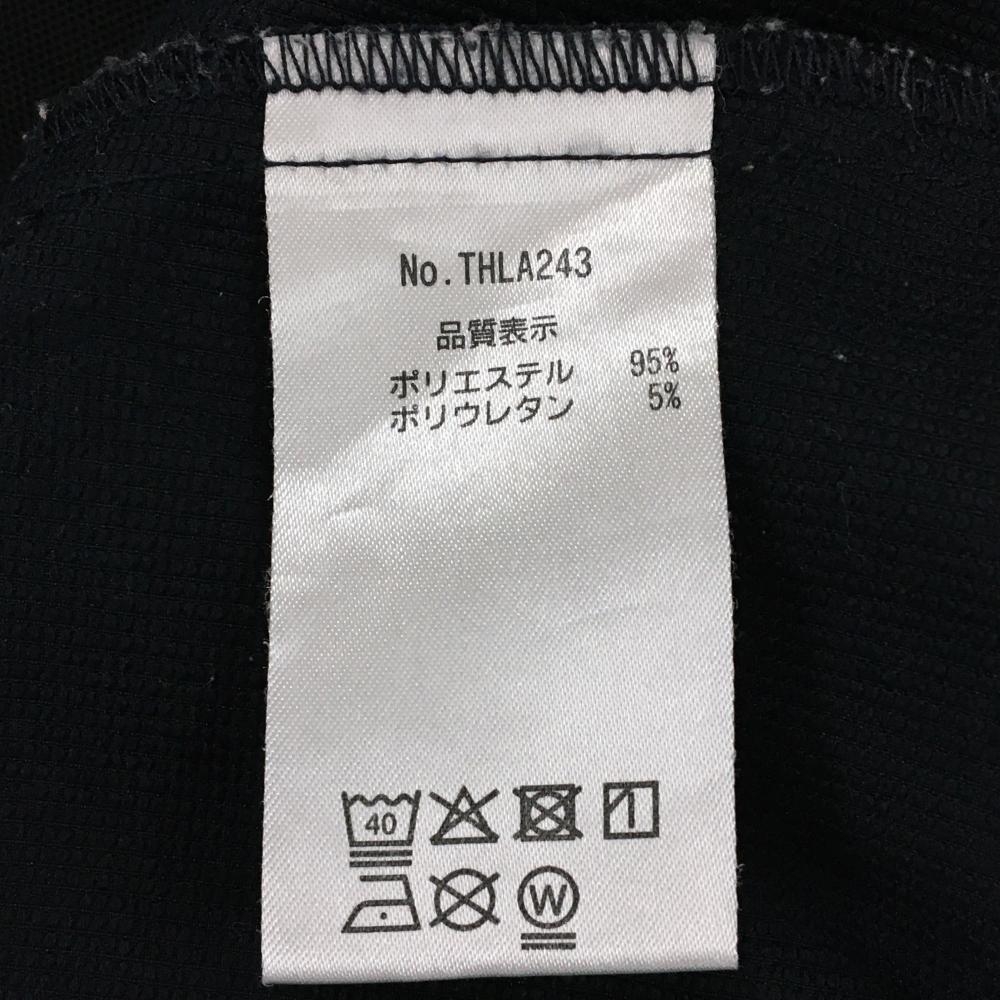 No.THLA243
品質表示
ポリエステル 95%
ポリウレタン 5%
40
W